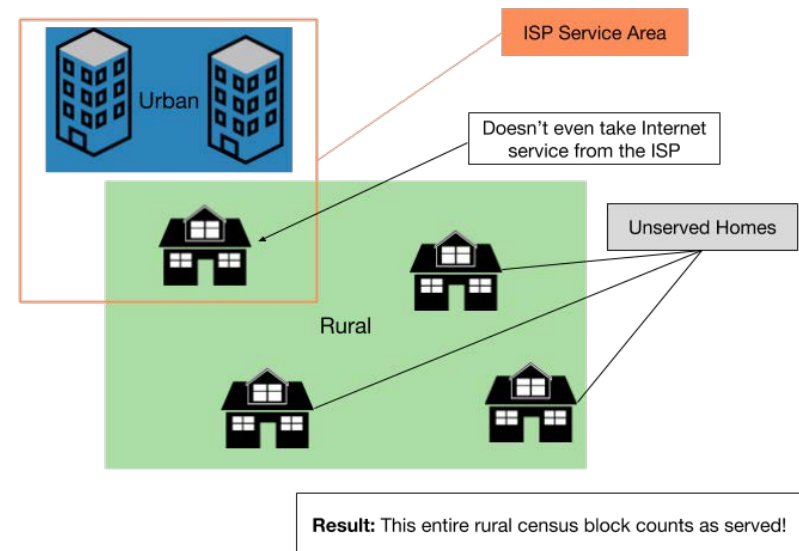 ISP Service Area
Urban
Doesn't even take Internet
service from the ISP
Unserved Homes
Rural
Result: This entire rural census block counts as served!